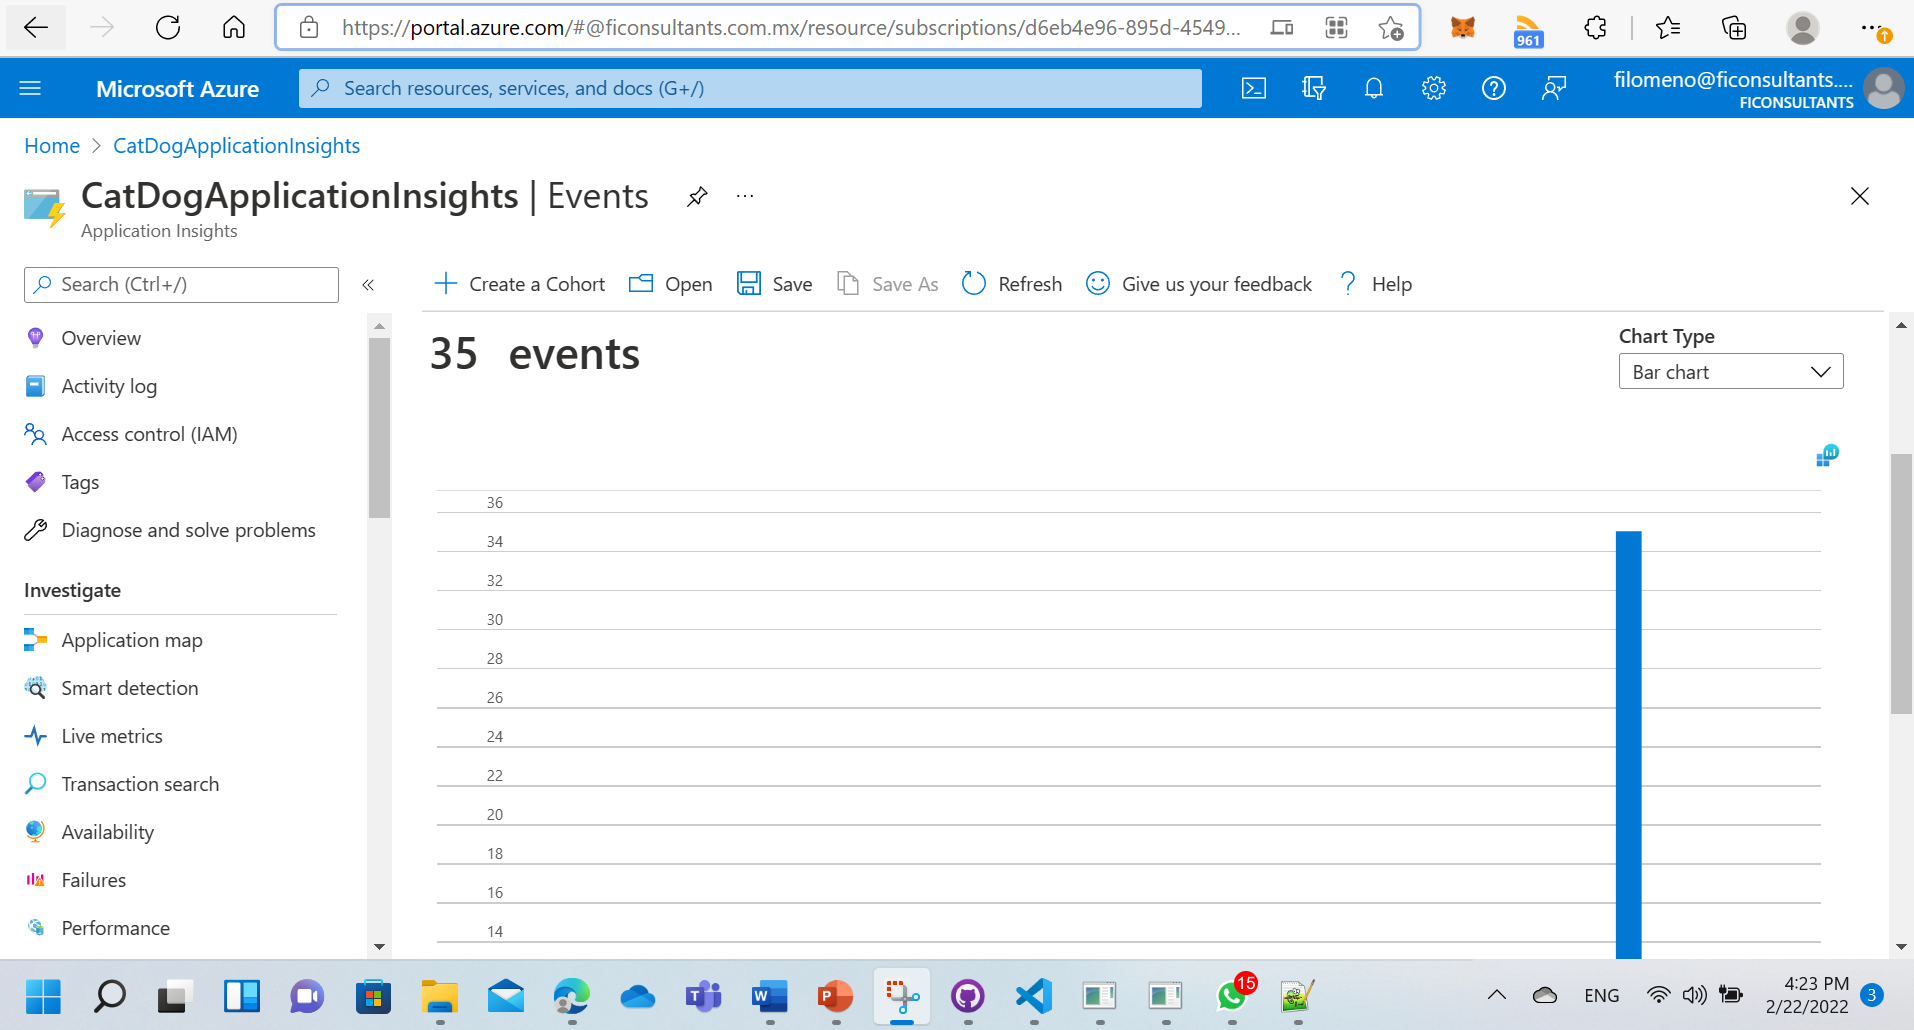 https://portal.azure.com/#@ficonsultants.com.mx/resource/subscriptions/d6eb4e96-895d-4549...
961
Microsoft Azure
Search resources, services, and docs (G+/)
filomeno@ficonsultants....
FICONSULTANTS
Home > CatDogApplicationInsights
CatDogApplicationInsights | Events
...
Application Insights
Search (Ctrl+/)
«
Create a Cohort
Open
Save
Save As
Refresh
Give us your feedback
Help
Overview
Activity log
Access control (IAM)
Tags
Diagnose and solve problems
Investigate
Application map
Smart detection
Live metrics
Transaction search
Availability
Failures
Performance
35 events
Chart Type
Bar chart
36
34
32
30
28
26
24
22
20
18
16
14
15
ENG
4:23 PM
2/22/2022
3